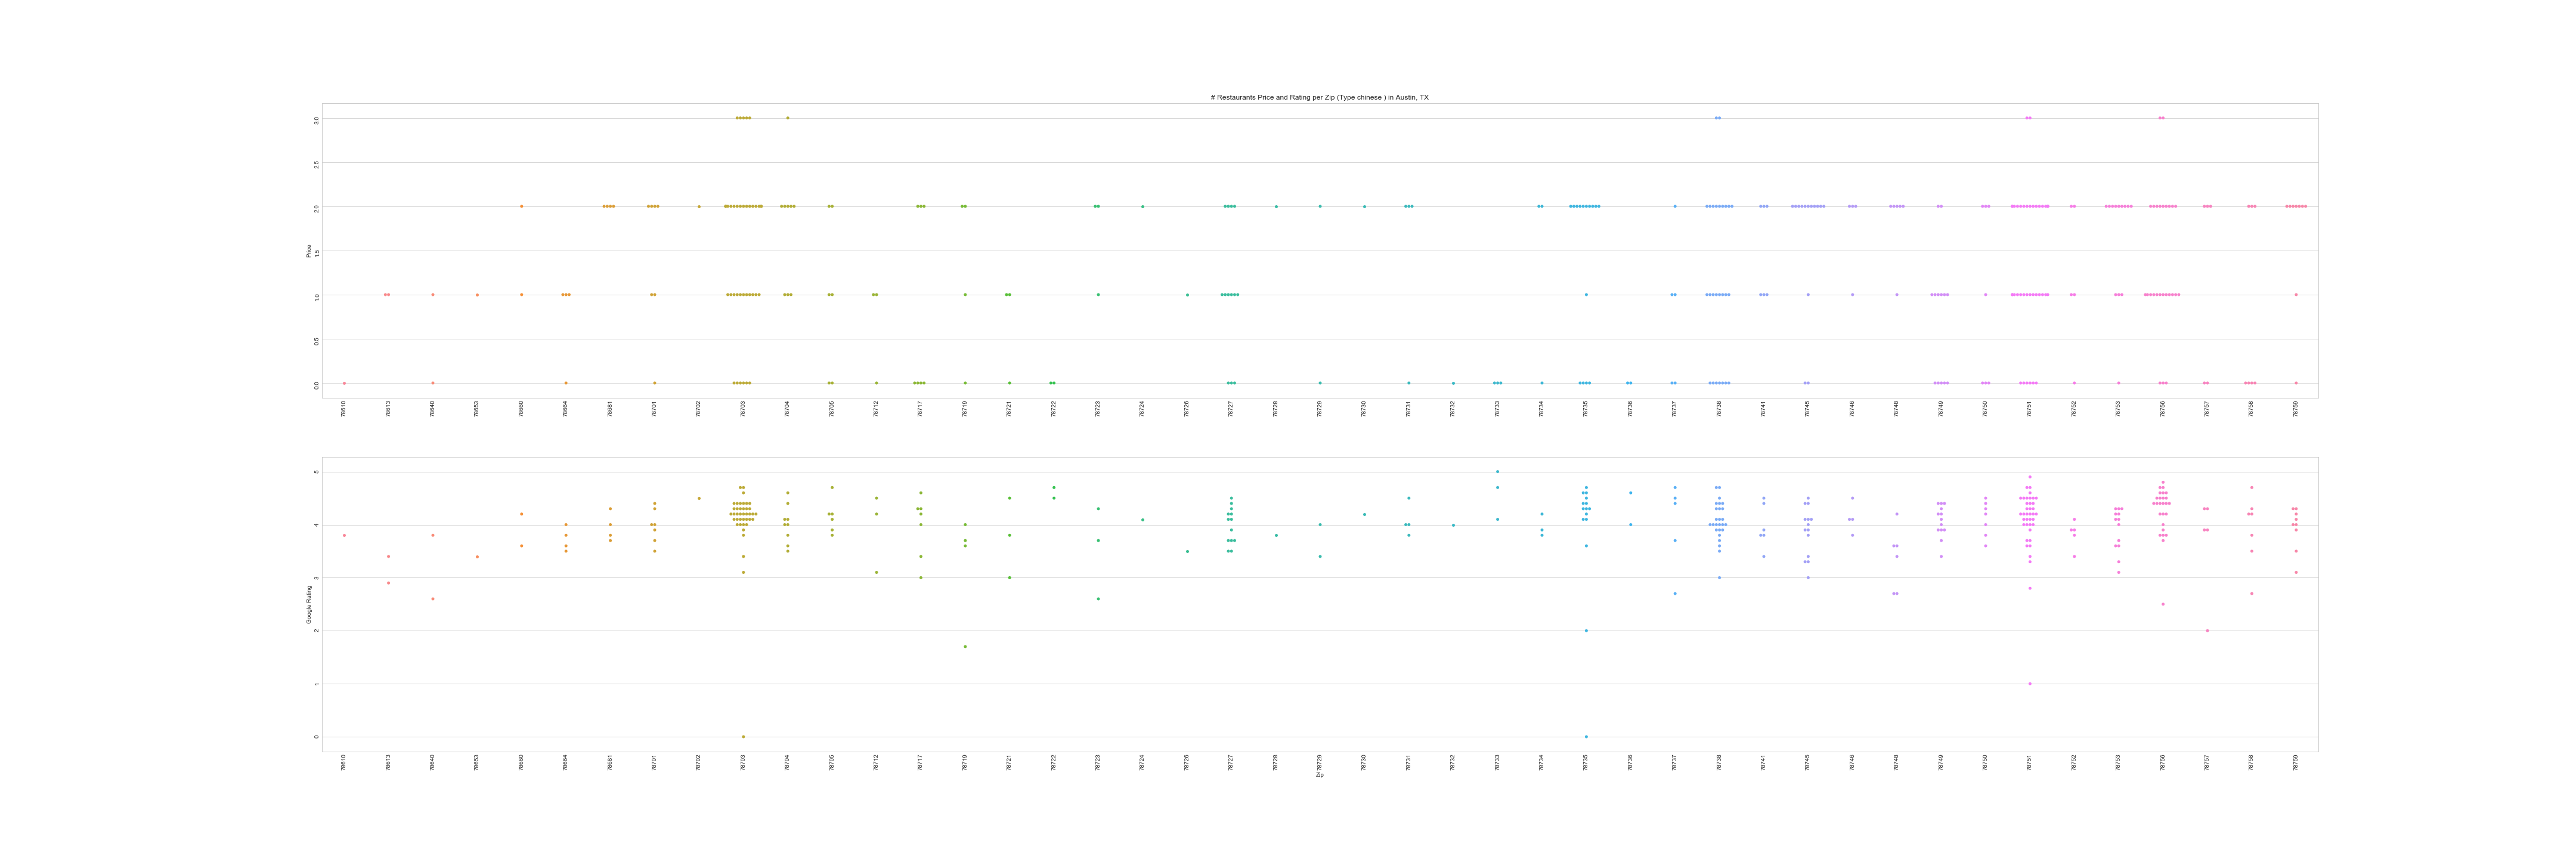 # Restaurants Price and Rating per Zip (Type chinese ) in Austin, TX
Price
3.0
2.5
2.0
1.5
1.0
0.5
0.0
78610 78613 78640 78653 78660 78664 78681 78701 78702 78703 78704 78705 78712 78717 78719 78721 78722 78723 78724 78726 78727 78728 78729 78730 78731 78732 78733 78734 78735 78736 78737 78738 78741 78745 78746 78748 78749 78750 78751 78752 78753 78756 78757 78758 78759
Google Rating
5
4
3
2
1
0
78610 78613 78640 78653 78660 78664 78681 78701 78702 78703 78704 78705 78712 78717 78719 78721 78722 78723 78724 78726 78727 78728 78729 78730 78731 78732 78733 78734 78735 78736 78737 78738 78741 78745 78746 78748 78749 78750 78751 78752 78753 78756 78757 78758 78759
Zip